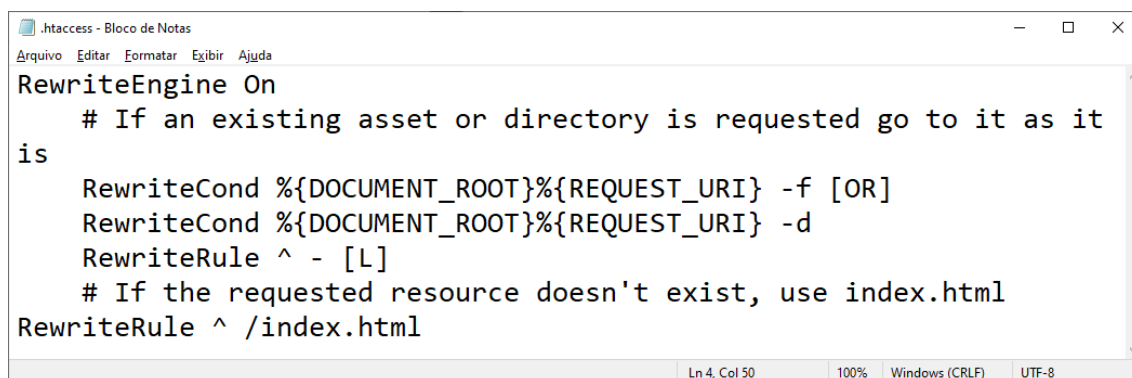 .htaccess - Bloco de Notas
Arquivo Editar Formatar Exibir Ajuda
RewriteEngine On
    # If an existing asset or directory is requested go to it as it
is
    RewriteCond %{DOCUMENT_ROOT}%{REQUEST_URI} -f [OR]
    RewriteCond %{DOCUMENT_ROOT}%{REQUEST_URI} -d
    RewriteRule ^ - [L]
    # If the requested resource doesn't exist, use index.html
RewriteRule ^ /index.html
Ln 4, Col 50 100% Windows (CRLF) UTF-8